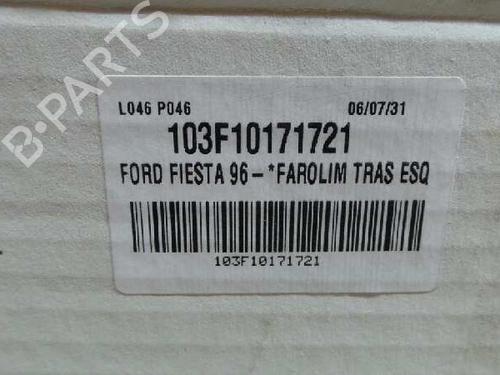 B-PARTS
L046 P046 06/07/31
103F10171721
FORD FIESTA 96-*FAROLIM TRAS ESQ
103F10171721